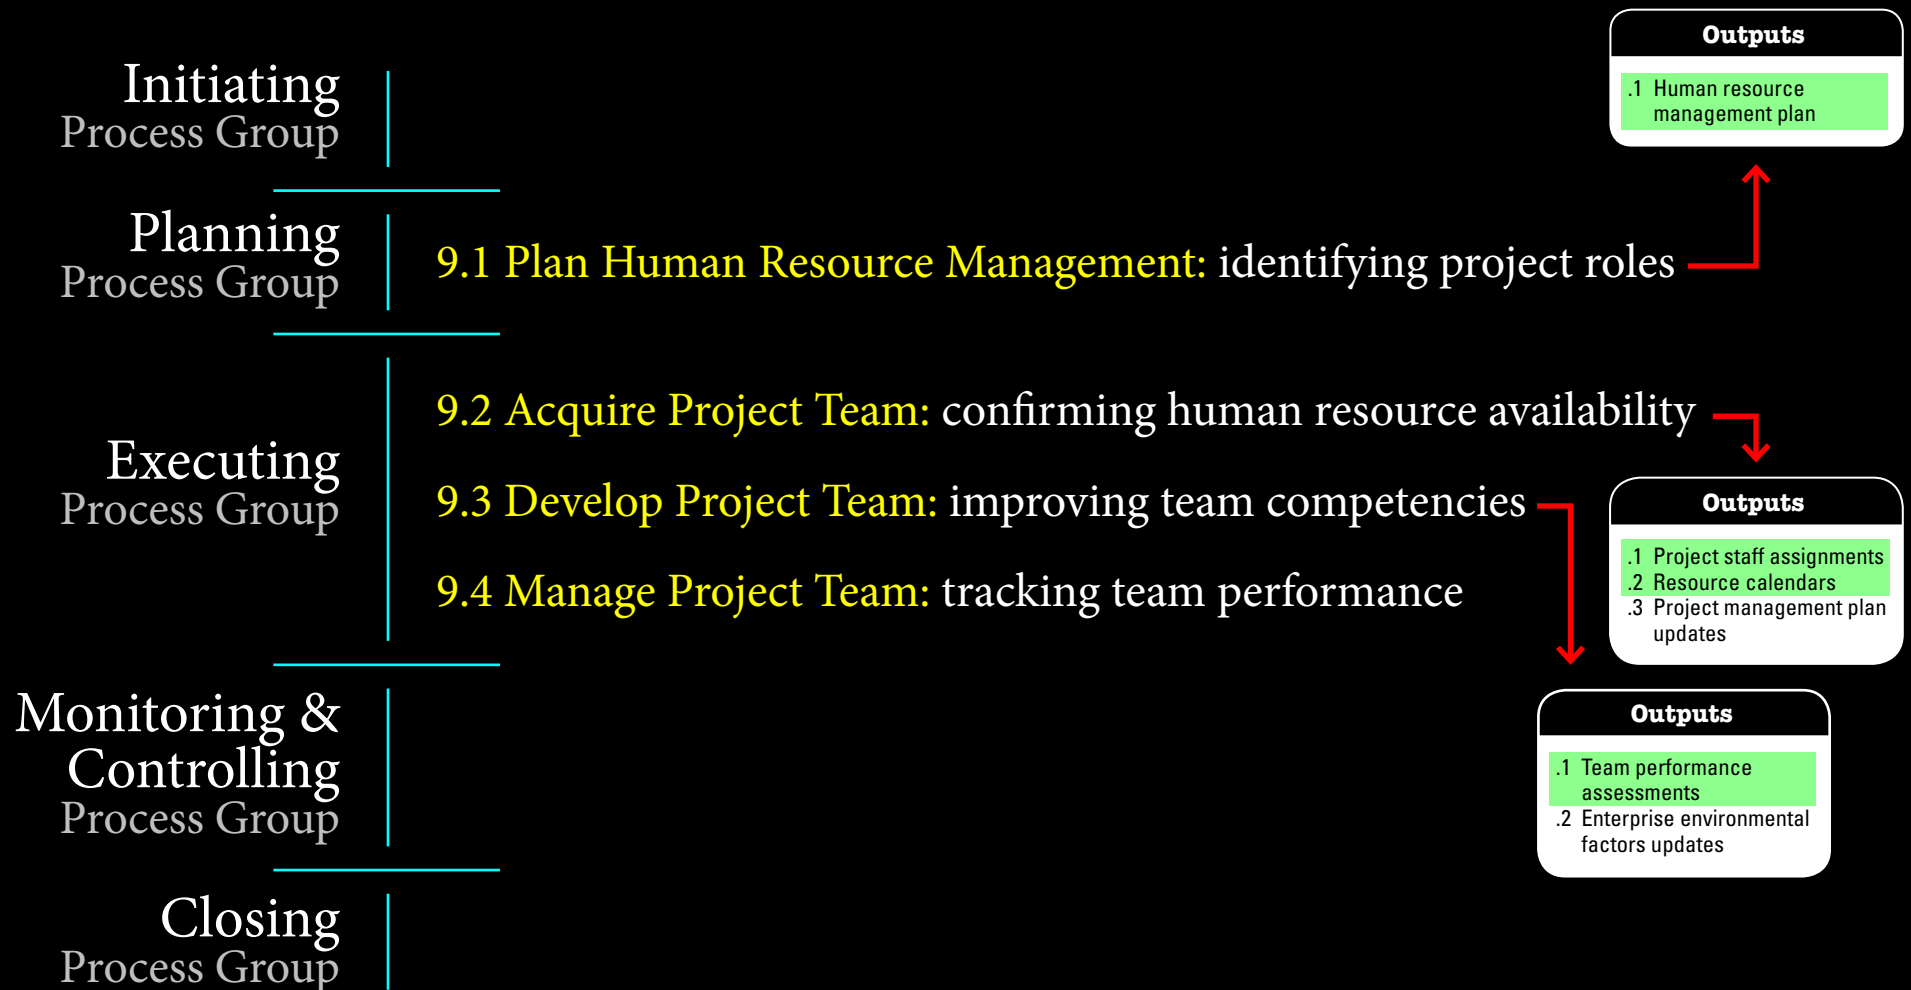 Outputs
.1 Human resource
management plan
Initiating
Process Group
Planning
Process Group
9.1 Plan Human Resource Management: identifying project roles
Executing
Process Group
9.2 Acquire Project Team: confirming human resource availability
9.3 Develop Project Team: improving team competencies
9.4 Manage Project Team: tracking team performance
Outputs
.1 Project staff assignments
.2 Resource calendars
.3 Project management plan
updates
Monitoring &
Controlling
Process Group
Outputs
.1 Team performance
assessments
.2 Enterprise environmental
factors updates
Closing
Process Group